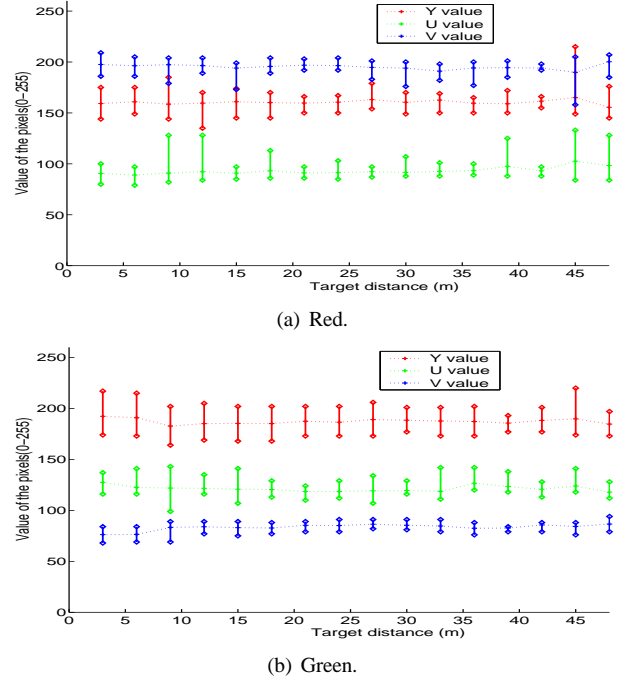 Y value
U value
V value
250
200
150
100
50
0
Value of the pixels(0−255)
0 5 10 15 20 25 30 35 40 45
Target distance (m)
(a) Red.
Y value
U value
V value
250
200
150
100
50
0
Value of the pixels(0−255)
0 5 10 15 20 25 30 35 40 45
Target distance (m)
(b) Green.